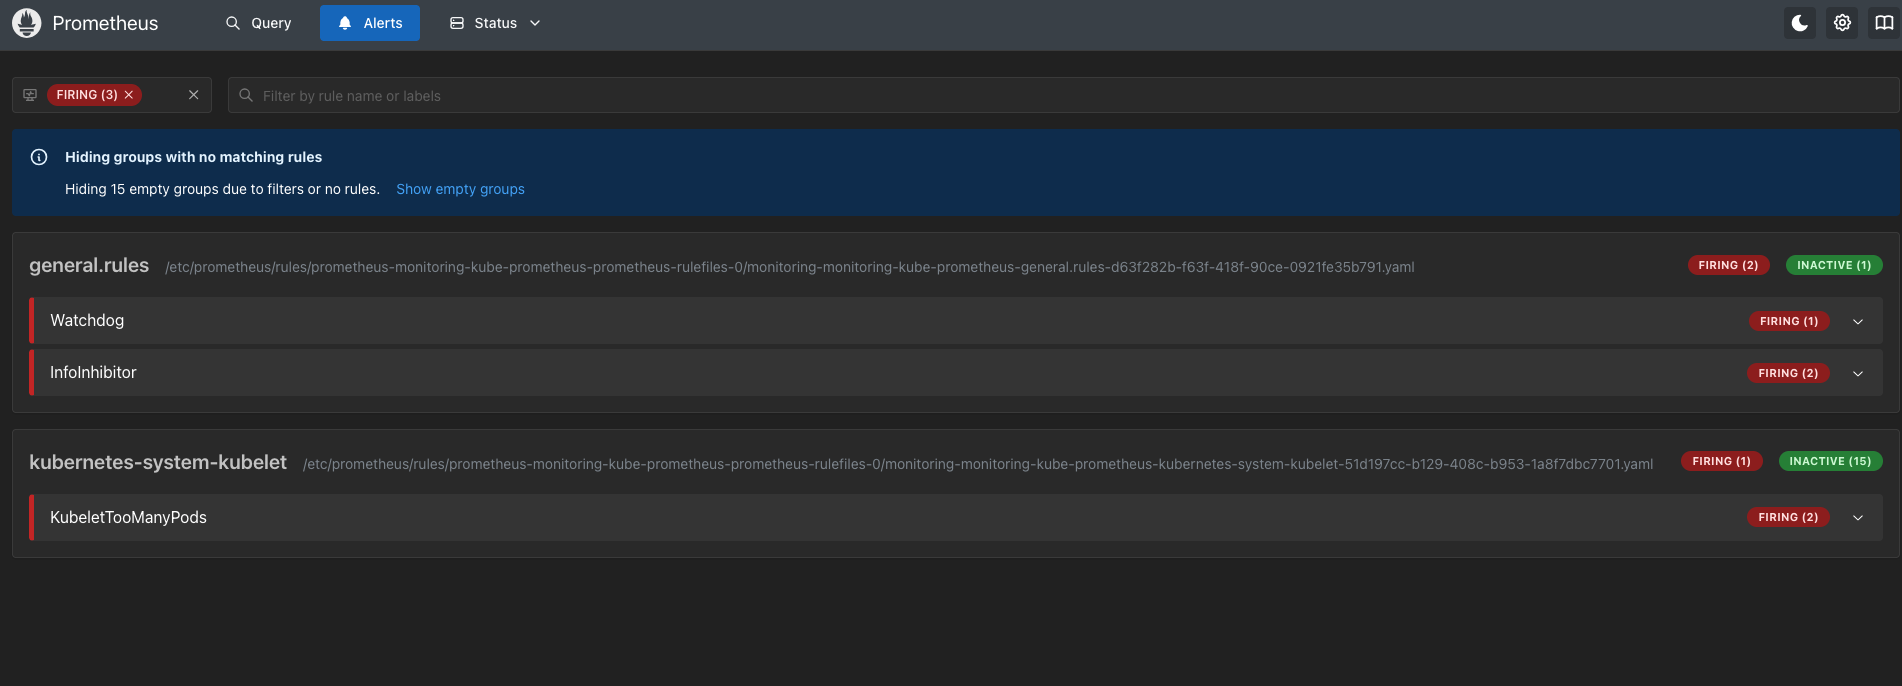 Prometheus Query Alerts Status
FIRING (3) Filter by rule name or labels
Hiding groups with no matching rules
Hiding 15 empty groups due to filters or no rules. Show empty groups
general.rules /etc/prometheus/rules/prometheus-monitoring-kube-prometheus-prometheus-rulefiles-0/monitoring-monitoring-kube-prometheus-general.rules-d63f282b-f63f-418f-90ce-0921fe35b791.yaml FIRING (2) INACTIVE (1)
Watchdog FIRING (1)
InfoInhibitor FIRING (2)
kubernetes-system-kubelet /etc/prometheus/rules/prometheus-monitoring-kube-prometheus-prometheus-rulefiles-0/monitoring-monitoring-kube-prometheus-kubernetes-system-kubelet-51d197cc-b129-408c-b953-1a8f7dbc7701.yaml FIRING (1) INACTIVE (15)
KubeletTooManyPods FIRING (2)